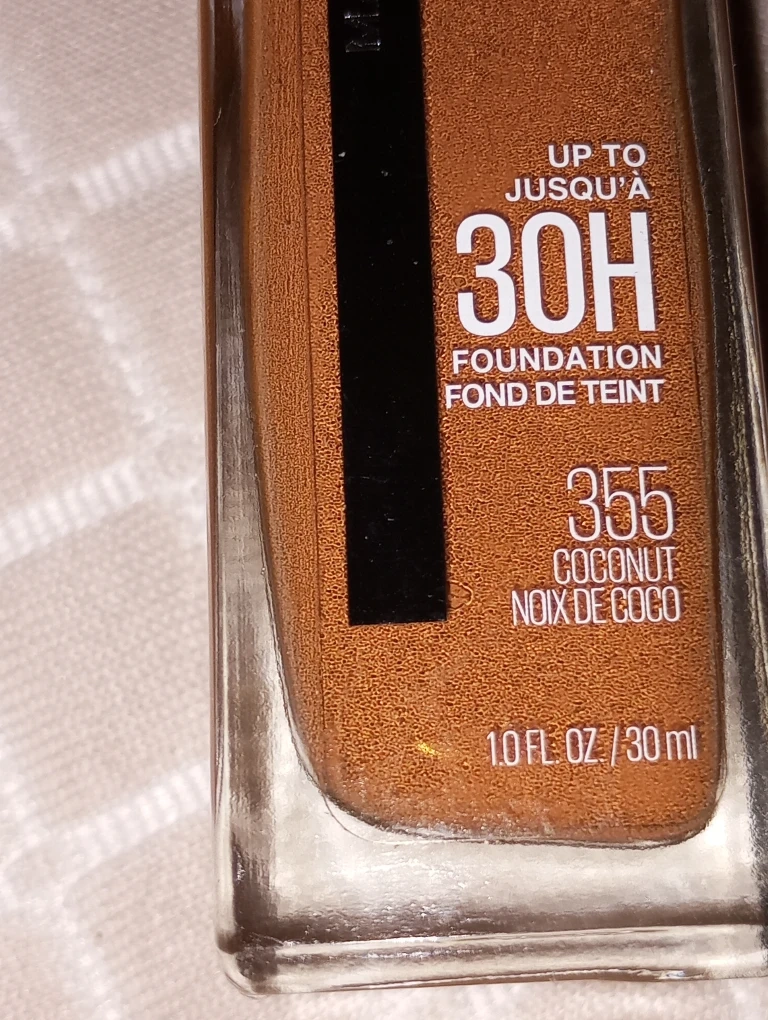 UP TO
JUSQU'À
30H
FOUNDATION
FOND DE TEINT
355
COCONUT
NOIX DE COCO
1.0 FL. OZ. / 30 ml